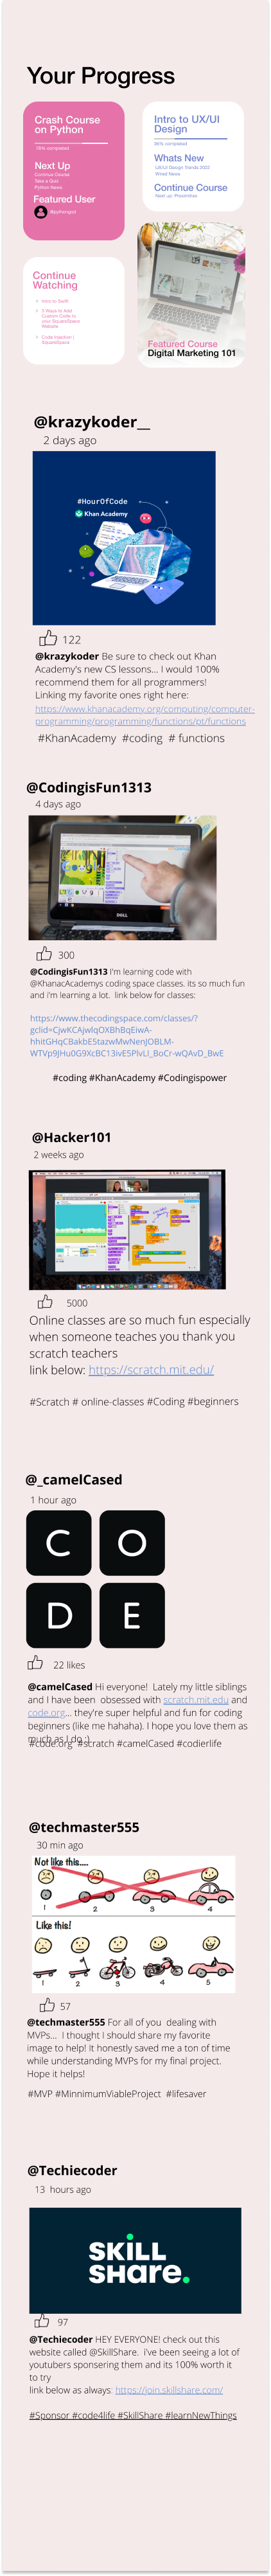 Your Progress
Crash Course
on Python
Next Up
Continue Course
Take a Quiz
Python News
Featured User
Intro to UX/UI
Design
Whats New
UX/UI Design Trends 2022
Wired News
Continue Course
Next up: Proximities
Continue
Watching
Intro to Swift
3 Ways to Add
Custom Code to
your SquareSpace
Website
Code Injection |
SquareSpace
Featured Course
Digital Marketing 101
@krazykoder__
2 days ago
#HourOfCode
Khan Academy
122
@krazykoder Be sure to check out Khan
Academy's new CS lessons... I would 100%
recommend them for all programmers!
Linking my favorite ones right here:
https://www.khanacademy.org/computing/computer-
programming/programming/functions/pt/functions
#KhanAcademy #coding # functions
@CodingisFun1313
4 days ago
DELL
300
@CodingisFun1313 I'm learning code with
@KhanacAcademys coding space classes. its so much fun
and i'm learning a lot. link below for classes:
https://www.thecodingspace.com/classes/?
gclid=CjwKCAjwlqOXBhBqEiwA-
hhitGHqCBakbE5tazwMwNenJOBLM-
WTVp9JHu0G9XcBC13ivE5PlvLI_BoCr-wQAvD_BwE
#coding #KhanAcademy #Codingispower
@Hacker101
2 weeks ago
5000
Online classes are so much fun especially
when someone teaches you thank you
scratch teachers
link below: https://scratch.mit.edu/
#Scratch # online-classes #Coding #beginners
@_camelCased
1 hour ago
C O
D E
22 likes
@camelCased Hi everyone! Lately my little siblings
and I have been obsessed with scratch.mit.edu and
code.org... they're super helpful and fun for coding
beginners (like me hahaha). I hope you love them as
much as I do :)
#code.org #scratch #camelCased #codierlife
@techmaster555
30 min ago
Not like this....
1 2 3 4
Like this!
1 2 3 4 5
57
@techmaster555 For all of you dealing with
MVPs... I thought I should share my favorite
image to help! It honestly saved me a ton of time
while understanding MVPs for my final project.
Hope it helps!
#MVP #MinnimumViableProject #lifesaver
@Techiecoder
13 hours ago
SKILL
SHare.
97
@Techiecoder HEY EVERYONE! check out this
website called @SkillShare. i've been seeing a lot of
youtubers sponsering them and its 100% worth it
to try
link below as always: https://join.skillshare.com/
#Sponsor #code4life #SkillShare #learnNewThings